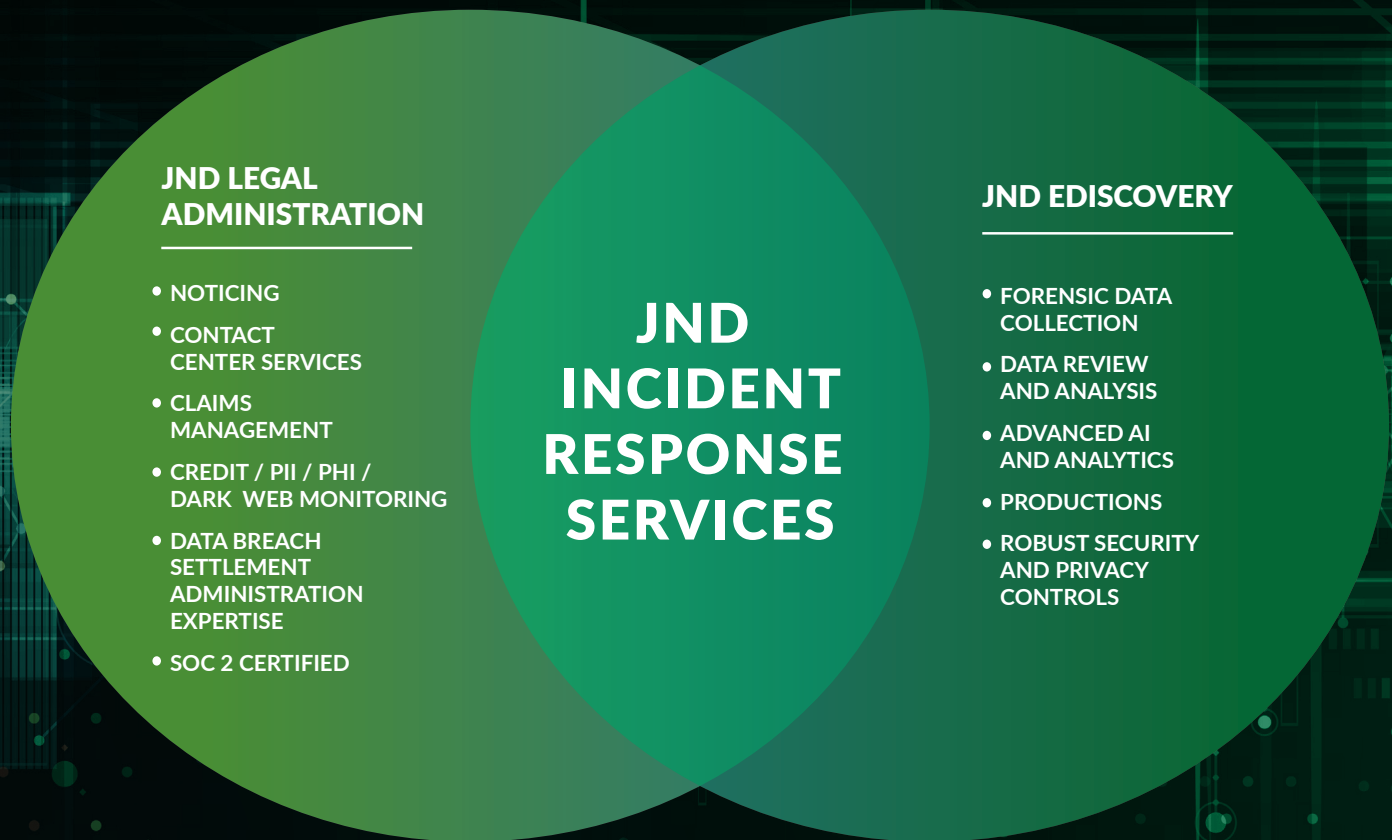 JND LEGAL
ADMINISTRATION
• NOTICING
• CONTACT
CENTER SERVICES
• CLAIMS
MANAGEMENT
• CREDIT / PII / PHI /
DARK WEB MONITORING
• DATA BREACH
SETTLEMENT
ADMINISTRATION
EXPERTISE
• SOC 2 CERTIFIED
JND
INCIDENT
RESPONSE
SERVICES
JND EDISCOVERY
• FORENSIC DATA
COLLECTION
• DATA REVIEW
AND ANALYSIS
• ADVANCED AI
AND ANALYTICS
• PRODUCTIONS
• ROBUST SECURITY
AND PRIVACY
CONTROLS